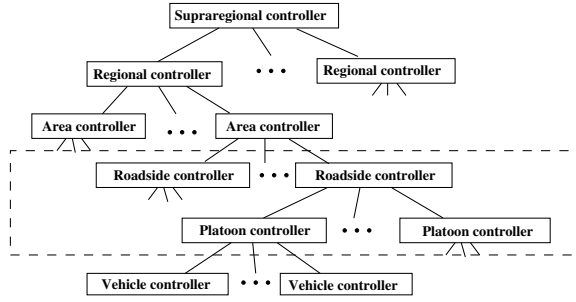 Supraregional controller
Regional controller
Regional controller
Area controller
Area controller
Roadside controller
Roadside controller
Platoon controller
Platoon controller
Vehicle controller
Vehicle controller